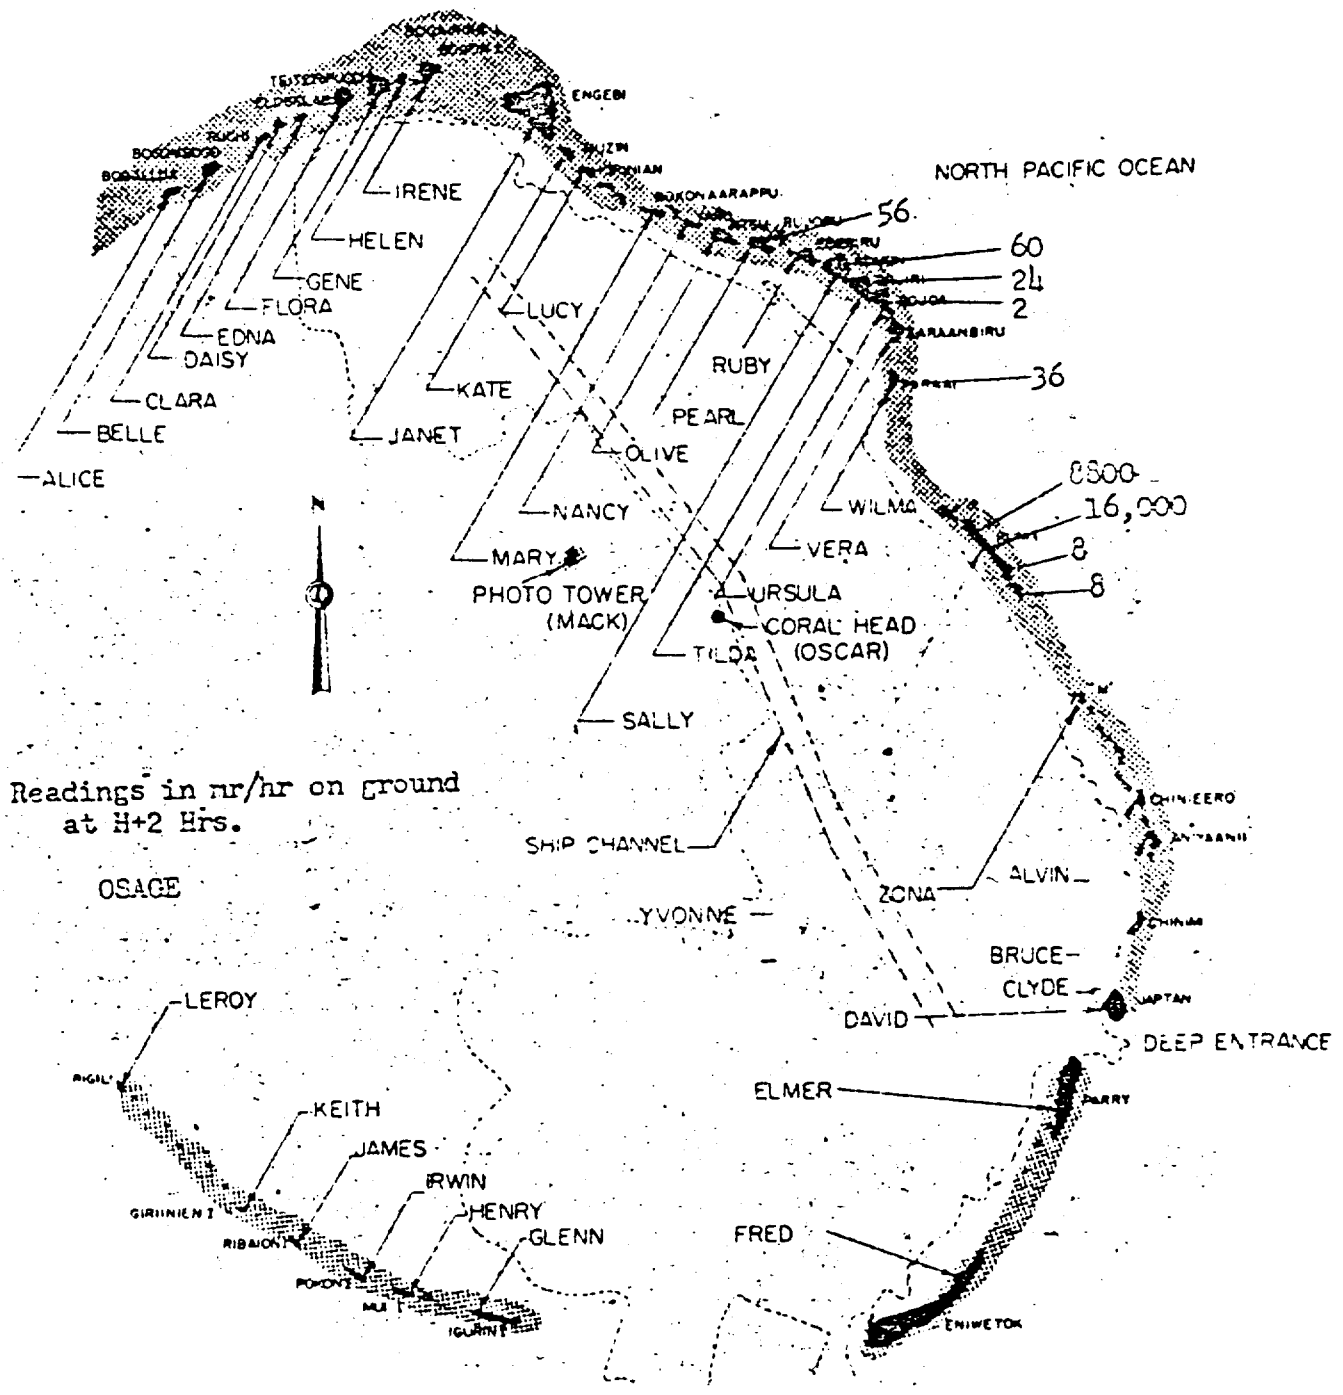 ENGEBI
NORTH PACIFIC OCEAN
IRENE
56
HELEN
60
GENE
24
FLORA
LUCY
2
EDNA
DAISY
RUBY
36
CLARA
KATE
BELLE
JANET
PEARL
OLIVE
ALICE
8800
N
NANCY
WILMA
16,000
MARY
VERA
8
PHOTO TOWER
(MACK)
URSULA
8
CORAL HEAD
(OSCAR)
TILDA
SALLY
Readings in mr/hr on ground
at H+2 Hrs.
SHIP CHANNEL
OSAGE
ZONA
ALVIN
YVONNE
BRUCE
CLYDE
LEROY
DAVID
JAPTAN
DEEP ENTRANCE
ELMER
PARRY
KEITH
JAMES
IRWIN
HENRY
GLENN
FRED
ENIWETOK